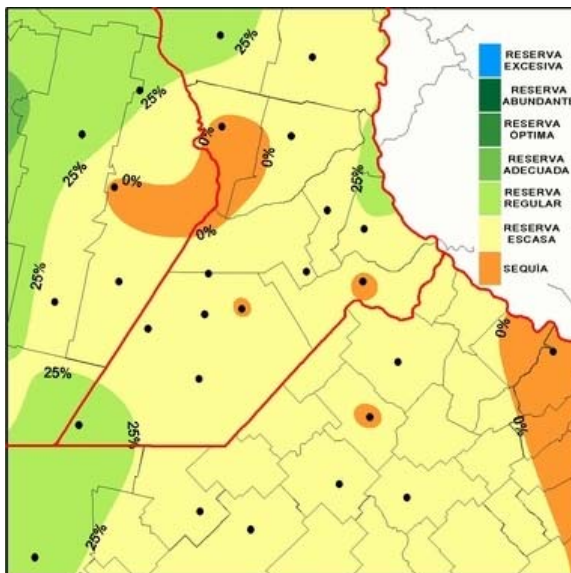 25%
25%
25%
0%
0%
0%
25%
0%
25%
25%
0%
0%
25%
25%
25%
RESERVA
EXCESIVA
RESERVA
ABUNDANTE
RESERVA
OPTIMA
RESERVA
ADECUADA
RESERVA
REGULAR
RESERVA
ESCASA
SEQUÍA